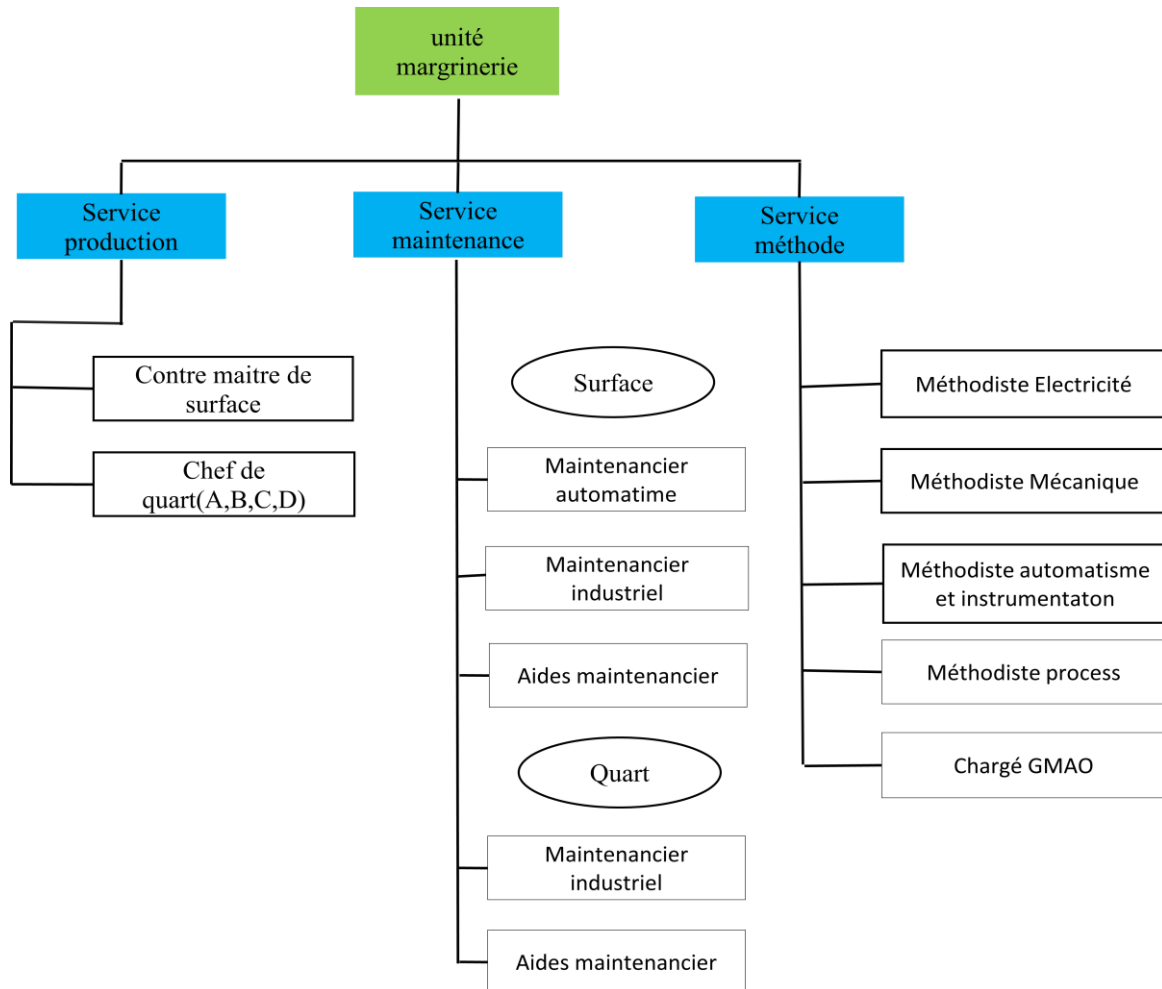 unité
margrinerie
Service
production
Service
maintenance
Service
méthode
Contre maitre de
surface
Chef de
quart(A,B,C,D)
Surface
Maintenancier
automatime
Maintenancier
industriel
Aides maintenancier
Quart
Maintenancier
industriel
Aides maintenancier
Méthodiste Electricité
Méthodiste Mécanique
Méthodiste automatisme
et instrumentaton
Méthodiste process
Chargé GMAO